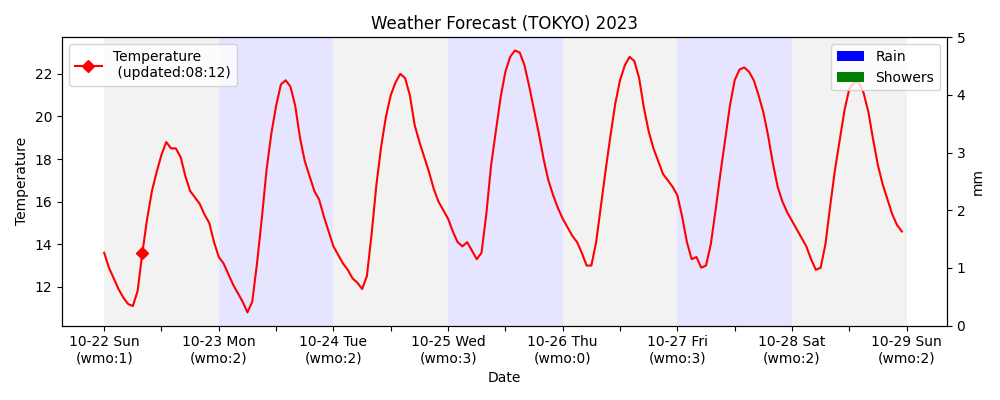 Weather Forecast (TOKYO) 2023
Temperature
(updated:08:12)
Rain
Showers
22
20
18
16
14
12
Temperature
5
4
3
2
1
0
mm
10-22 Sun 10-23 Mon 10-24 Tue 10-25 Wed 10-26 Thu 10-27 Fri 10-28 Sat 10-29 Sun
(wmo:1) (wmo:2) (wmo:2) (wmo:3) (wmo:0) (wmo:3) (wmo:2) (wmo:2)
Date